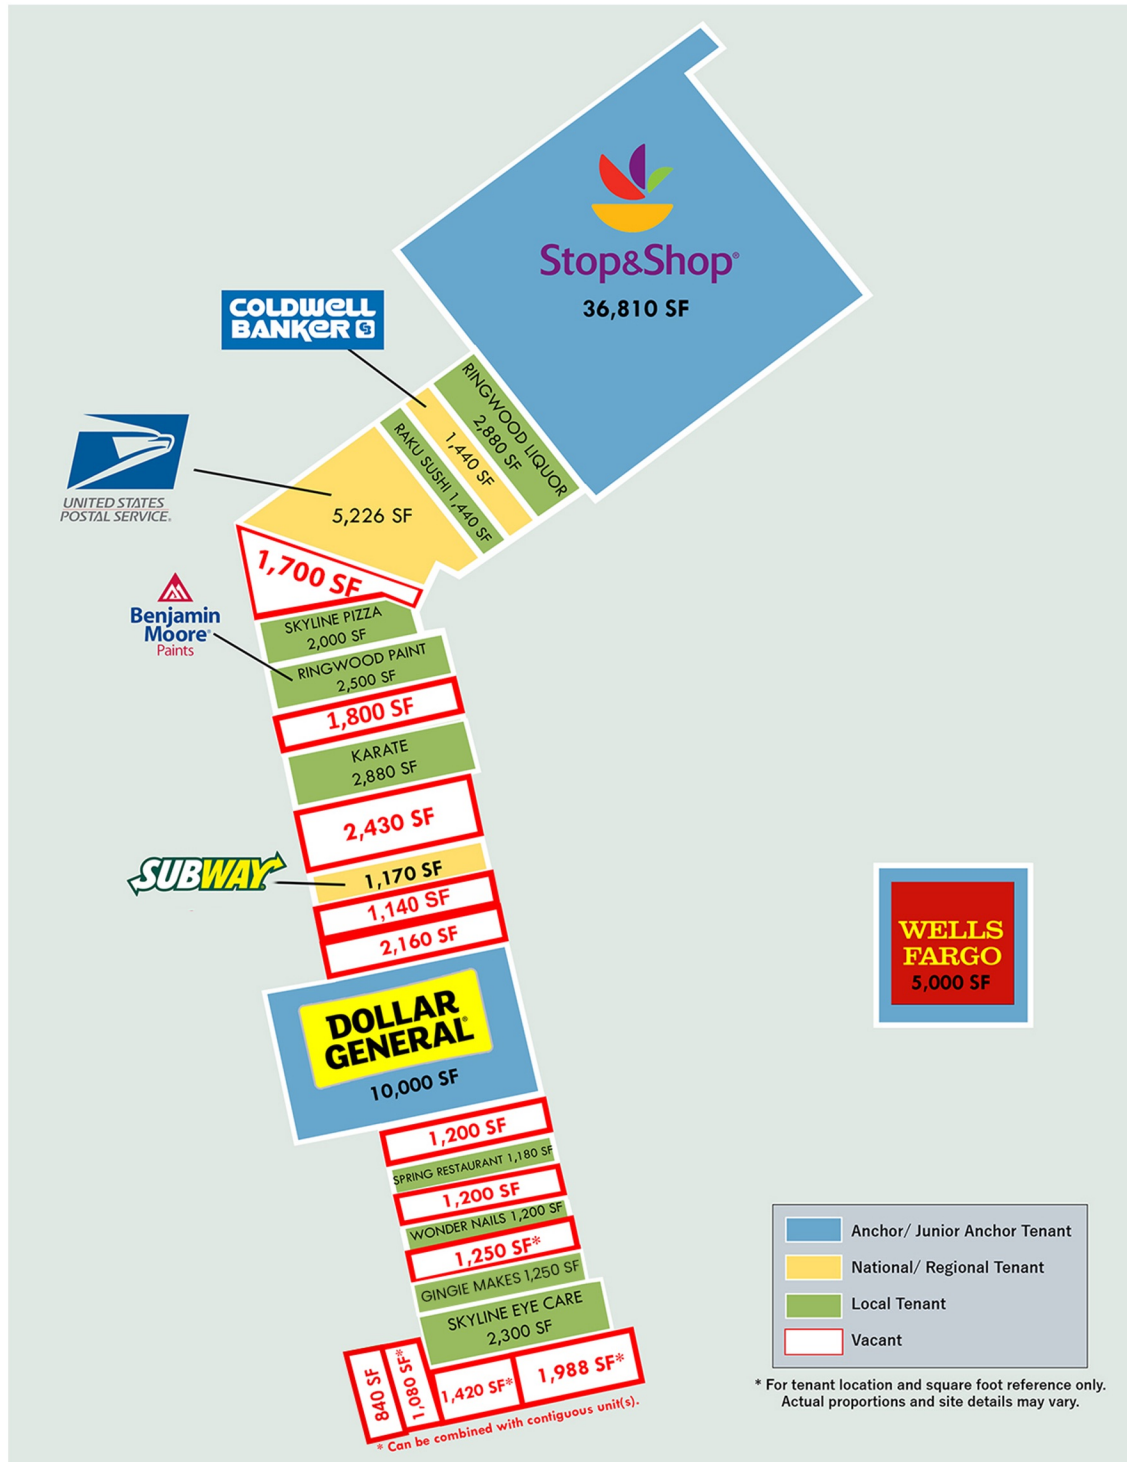 Stop&Shop®
36,810 SF
COLDWELL
BANKER CB
RINGWOOD LIQUOR
2,880 SF
1,440 SF
RAKU SUSHI 1,440 SF
UNITED STATES
POSTAL SERVICE®
5,226 SF
1,700 SF
Benjamin
Moore®
Paints
SKYLINE PIZZA
2,000 SF
RINGWOOD PAINT
2,500 SF
1,800 SF
KARATE
2,880 SF
2,430 SF
SUBWAY
1,170 SF
1,140 SF
2,160 SF
WELLS
FARGO
5,000 SF
DOLLAR
GENERAL®
10,000 SF
1,200 SF
SPRING RESTAURANT 1,180 SF
1,200 SF
WONDER NAILS 1,200 SF
1,250 SF*
GINGIE MAKES 1,250 SF
SKYLINE EYE CARE
2,300 SF
840 SF
1,080 SF*
1,420 SF*
1,988 SF*
* Can be combined with contiguous unit(s).
Anchor/ Junior Anchor Tenant
National/ Regional Tenant
Local Tenant
Vacant
* For tenant location and square foot reference only.
Actual proportions and site details may vary.